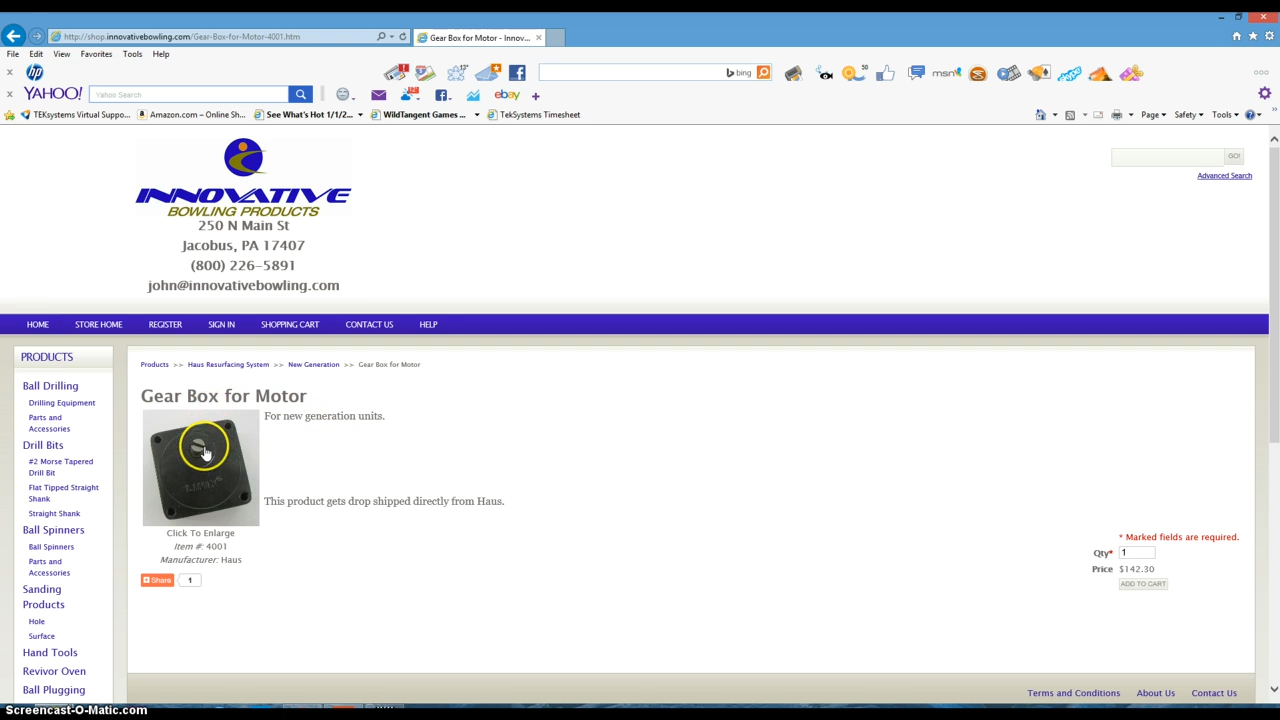 http://shop.innovativebowling.com/Gear-Box-for-Motor-4001.htm
Gear Box for Motor - Innov...
File Edit View Favorites Tools Help
bing
50
msn
YAHOO! Yahoo Search
ebay
TEKsystems Virtual Suppo... Amazon.com – Online Sh... See What's Hot 1/1/2... WildTangent Games ... TekSystems Timesheet
Page Safety Tools
INNOVATIVE
BOWLING PRODUCTS
250 N Main St
Jacobus, PA 17407
(800) 226-5891
john@innovativebowling.com
GO!
Advanced Search
HOME STORE HOME REGISTER SIGN IN SHOPPING CART CONTACT US HELP
PRODUCTS
Ball Drilling
Drilling Equipment
Parts and
Accessories
Drill Bits
#2 Morse Tapered
Drill Bit
Flat Tipped Straight
Shank
Straight Shank
Ball Spinners
Ball Spinners
Parts and
Accessories
Sanding
Products
Hole
Surface
Hand Tools
Revivor Oven
Ball Plugging
Products >> Haus Resurfacing System >> New Generation >> Gear Box for Motor
Gear Box for Motor
For new generation units.
This product gets drop shipped directly from Haus.
Click To Enlarge
Item #: 4001
Manufacturer: Haus
Share 1
* Marked fields are required.
Qty* 1
Price $142.30
ADD TO CART
Terms and Conditions About Us Contact Us
Screencast-O-Matic.com